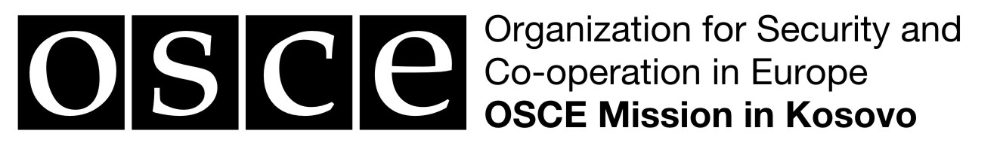 osce
Organization for Security and
Co-operation in Europe
OSCE Mission in Kosovo